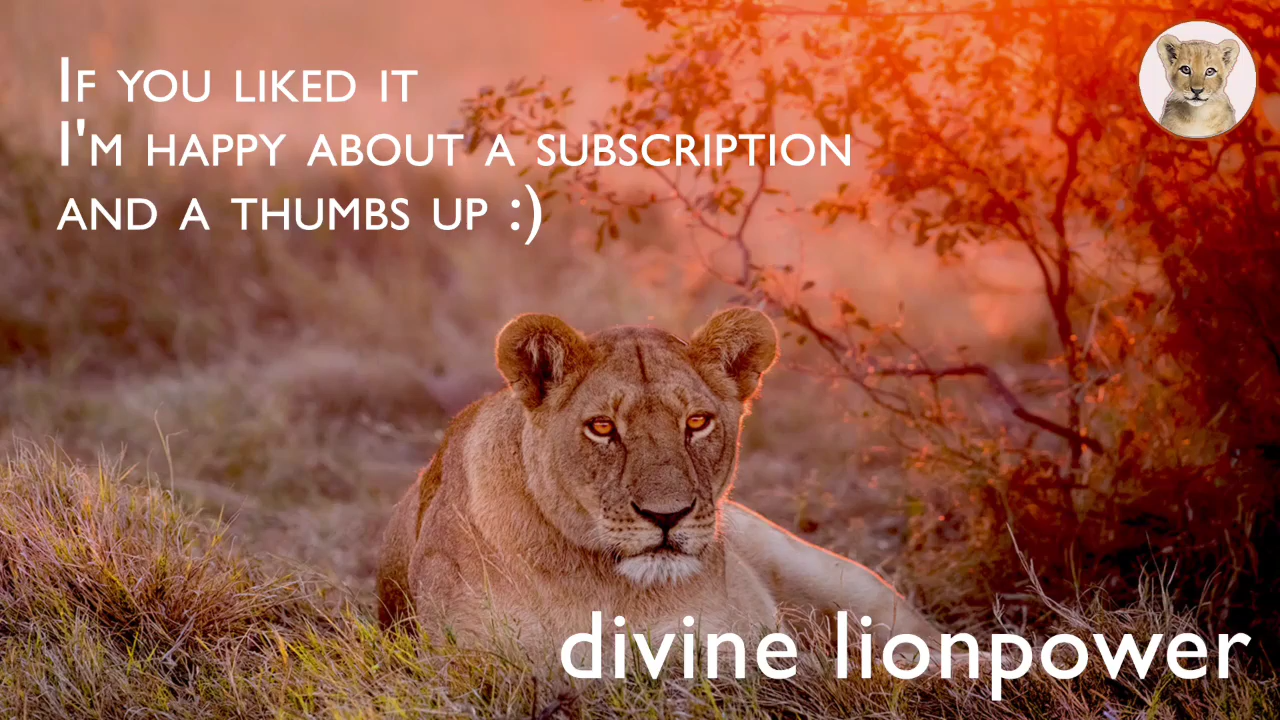 If you liked it
I'm happy about a subscription
and a thumbs up :)
divine lionpower